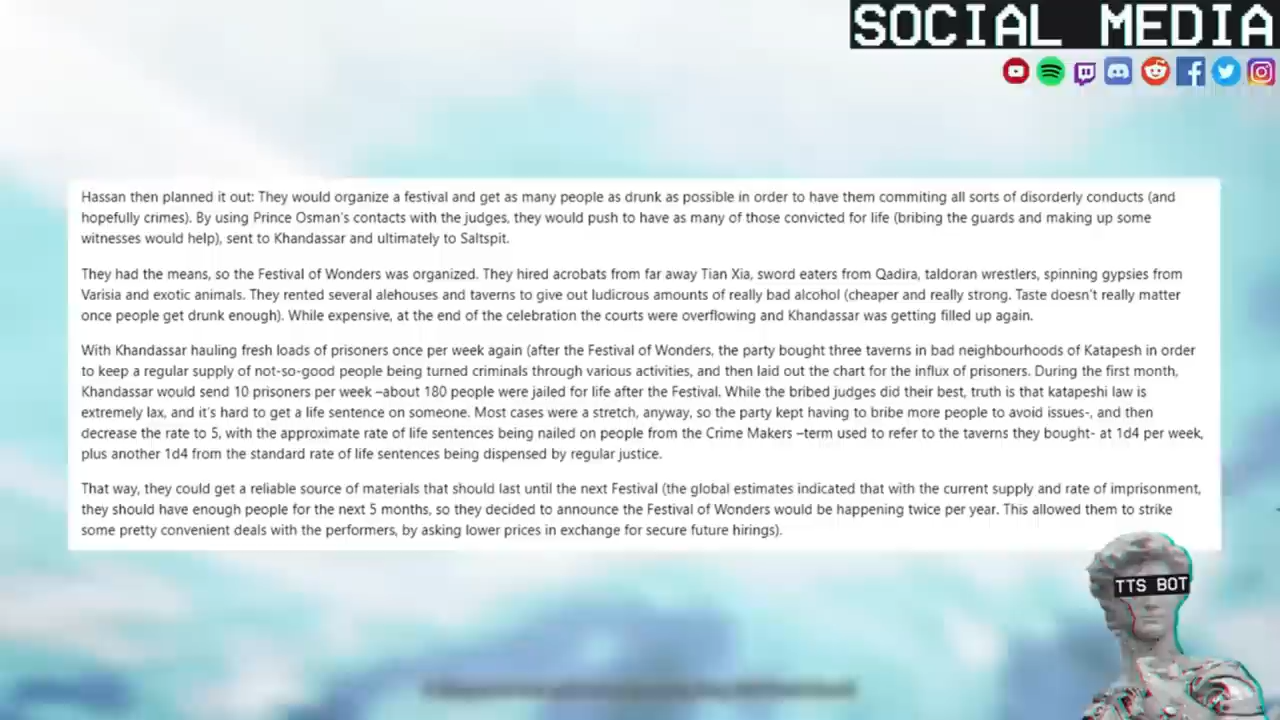 SOCIAL MEDIA
Hassan then planned it out: They would organize a festival and get as many people as drunk as possible in order to have them commiting all sorts of disorderly conducts (and
hopefully crimes). By using Prince Osman's contacts with the judges, they would push to have as many of those convicted for life (bribing the guards and making up some
witnesses would help), sent to Khandassar and ultimately to Saltspit.
They had the means, so the Festival of Wonders was organized. They hired acrobats from far away Tian Xia, sword eaters from Qadira, taldoran wrestlers, spinning gypsies from
Varisia and exotic animals. They rented several alehouses and taverns to give out ludicrous amounts of really bad alcohol (cheaper and really strong. Taste doesn't really matter
once people get drunk enough). While expensive, at the end of the celebration the courts were overflowing and Khandassar was getting filled up again.
With Khandassar hauling fresh loads of prisoners once per week again (after the Festival of Wonders, the party bought three taverns in bad neighbourhoods of Katapesh in order
to keep a regular supply of not-so-good people being turned criminals through various activities, and then laid out the chart for the influx of prisoners. During the first month,
Khandassar would send 10 prisoners per week –about 180 people were jailed for life after the Festival. While the bribed judges did their best, truth is that katapeshi law is
extremely lax, and it's hard to get a life sentence on someone. Most cases were a stretch, anyway, so the party kept having to bribe more people to avoid issues-, and then
decrease the rate to 5, with the approximate rate of life sentences being nailed on people from the Crime Makers –term used to refer to the taverns they bought- at 1d4 per week,
plus another 1d4 from the standard rate of life sentences being dispensed by regular justice.
That way, they could get a reliable source of materials that should last until the next Festival (the global estimates indicated that with the current supply and rate of imprisonment,
they should have enough people for the next 5 months, so they decided to announce the Festival of Wonders would be happening twice per year. This allowed them to strike
some pretty convenient deals with the performers, by asking lower prices in exchange for secure future hirings).
TTS BOT